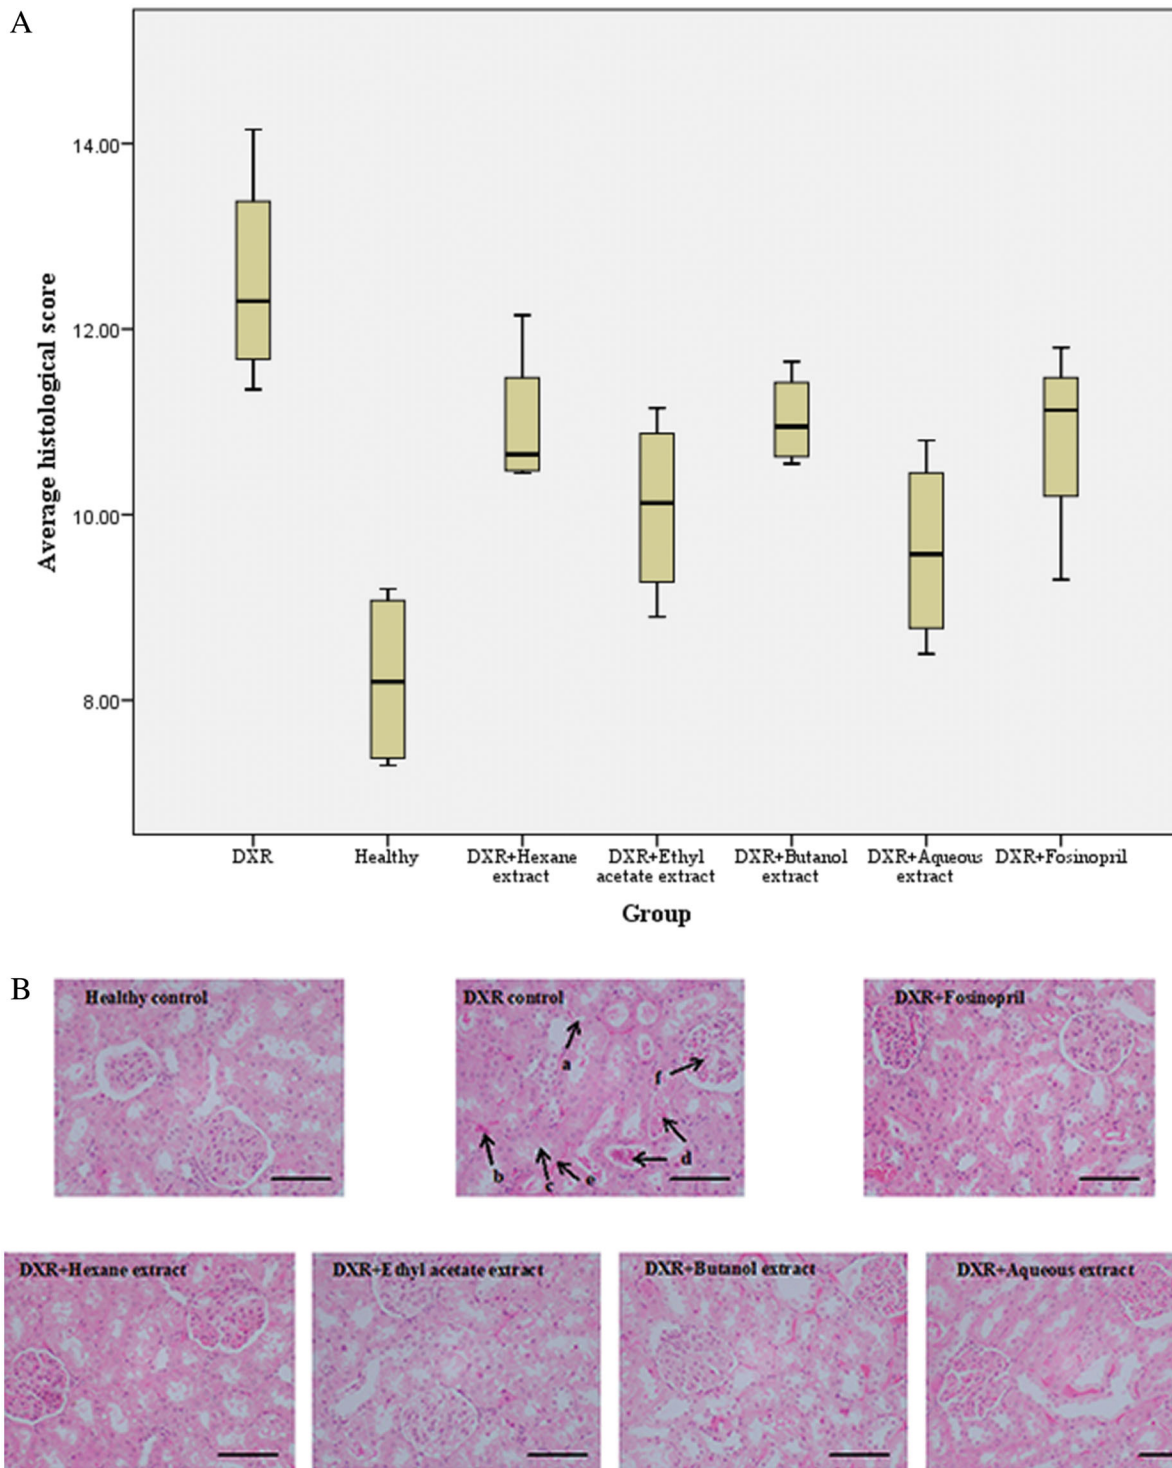 A
Average histological score
14.00
12.00
10.00
8.00
DXR
Healthy
DXR+Hexane
extract
DXR+Ethyl
acetate extract
DXR+Butanol
extract
DXR+Aqueous
extract
DXR+Fosinopril
Group
B
Healthy control
DXR control
a
f
b
c
e
d
DXR+Fosinopril
DXR+Hexane extract
DXR+Ethyl acetate extract
DXR+Butanol extract
DXR+Aqueous extract